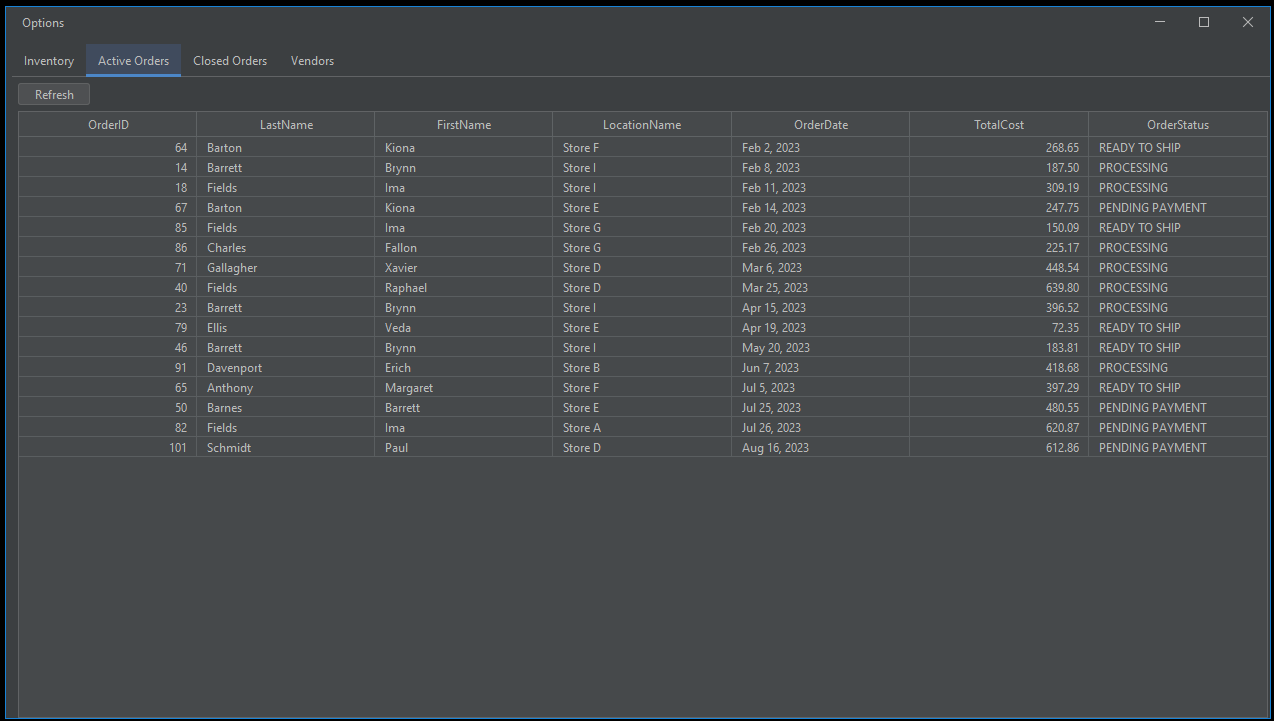 Options
Inventory Active Orders Closed Orders Vendors
Refresh
OrderID LastName FirstName LocationName OrderDate TotalCost OrderStatus
64 Barton Kiona Store F Feb 2, 2023 268.65 READY TO SHIP
14 Barrett Brynn Store I Feb 8, 2023 187.50 PROCESSING
18 Fields Ima Store I Feb 11, 2023 309.19 PROCESSING
67 Barton Kiona Store E Feb 14, 2023 247.75 PENDING PAYMENT
85 Fields Ima Store G Feb 20, 2023 150.09 READY TO SHIP
86 Charles Fallon Store G Feb 26, 2023 225.17 PROCESSING
71 Gallagher Xavier Store D Mar 6, 2023 448.54 PROCESSING
40 Fields Raphael Store D Mar 25, 2023 639.80 PROCESSING
23 Barrett Brynn Store I Apr 15, 2023 396.52 PROCESSING
79 Ellis Veda Store E Apr 19, 2023 72.35 READY TO SHIP
46 Barrett Brynn Store I May 20, 2023 183.81 READY TO SHIP
91 Davenport Erich Store B Jun 7, 2023 418.68 PROCESSING
65 Anthony Margaret Store F Jul 5, 2023 397.29 READY TO SHIP
50 Barnes Barrett Store E Jul 25, 2023 480.55 PENDING PAYMENT
82 Fields Ima Store A Jul 26, 2023 620.87 PENDING PAYMENT
101 Schmidt Paul Store D Aug 16, 2023 612.86 PENDING PAYMENT